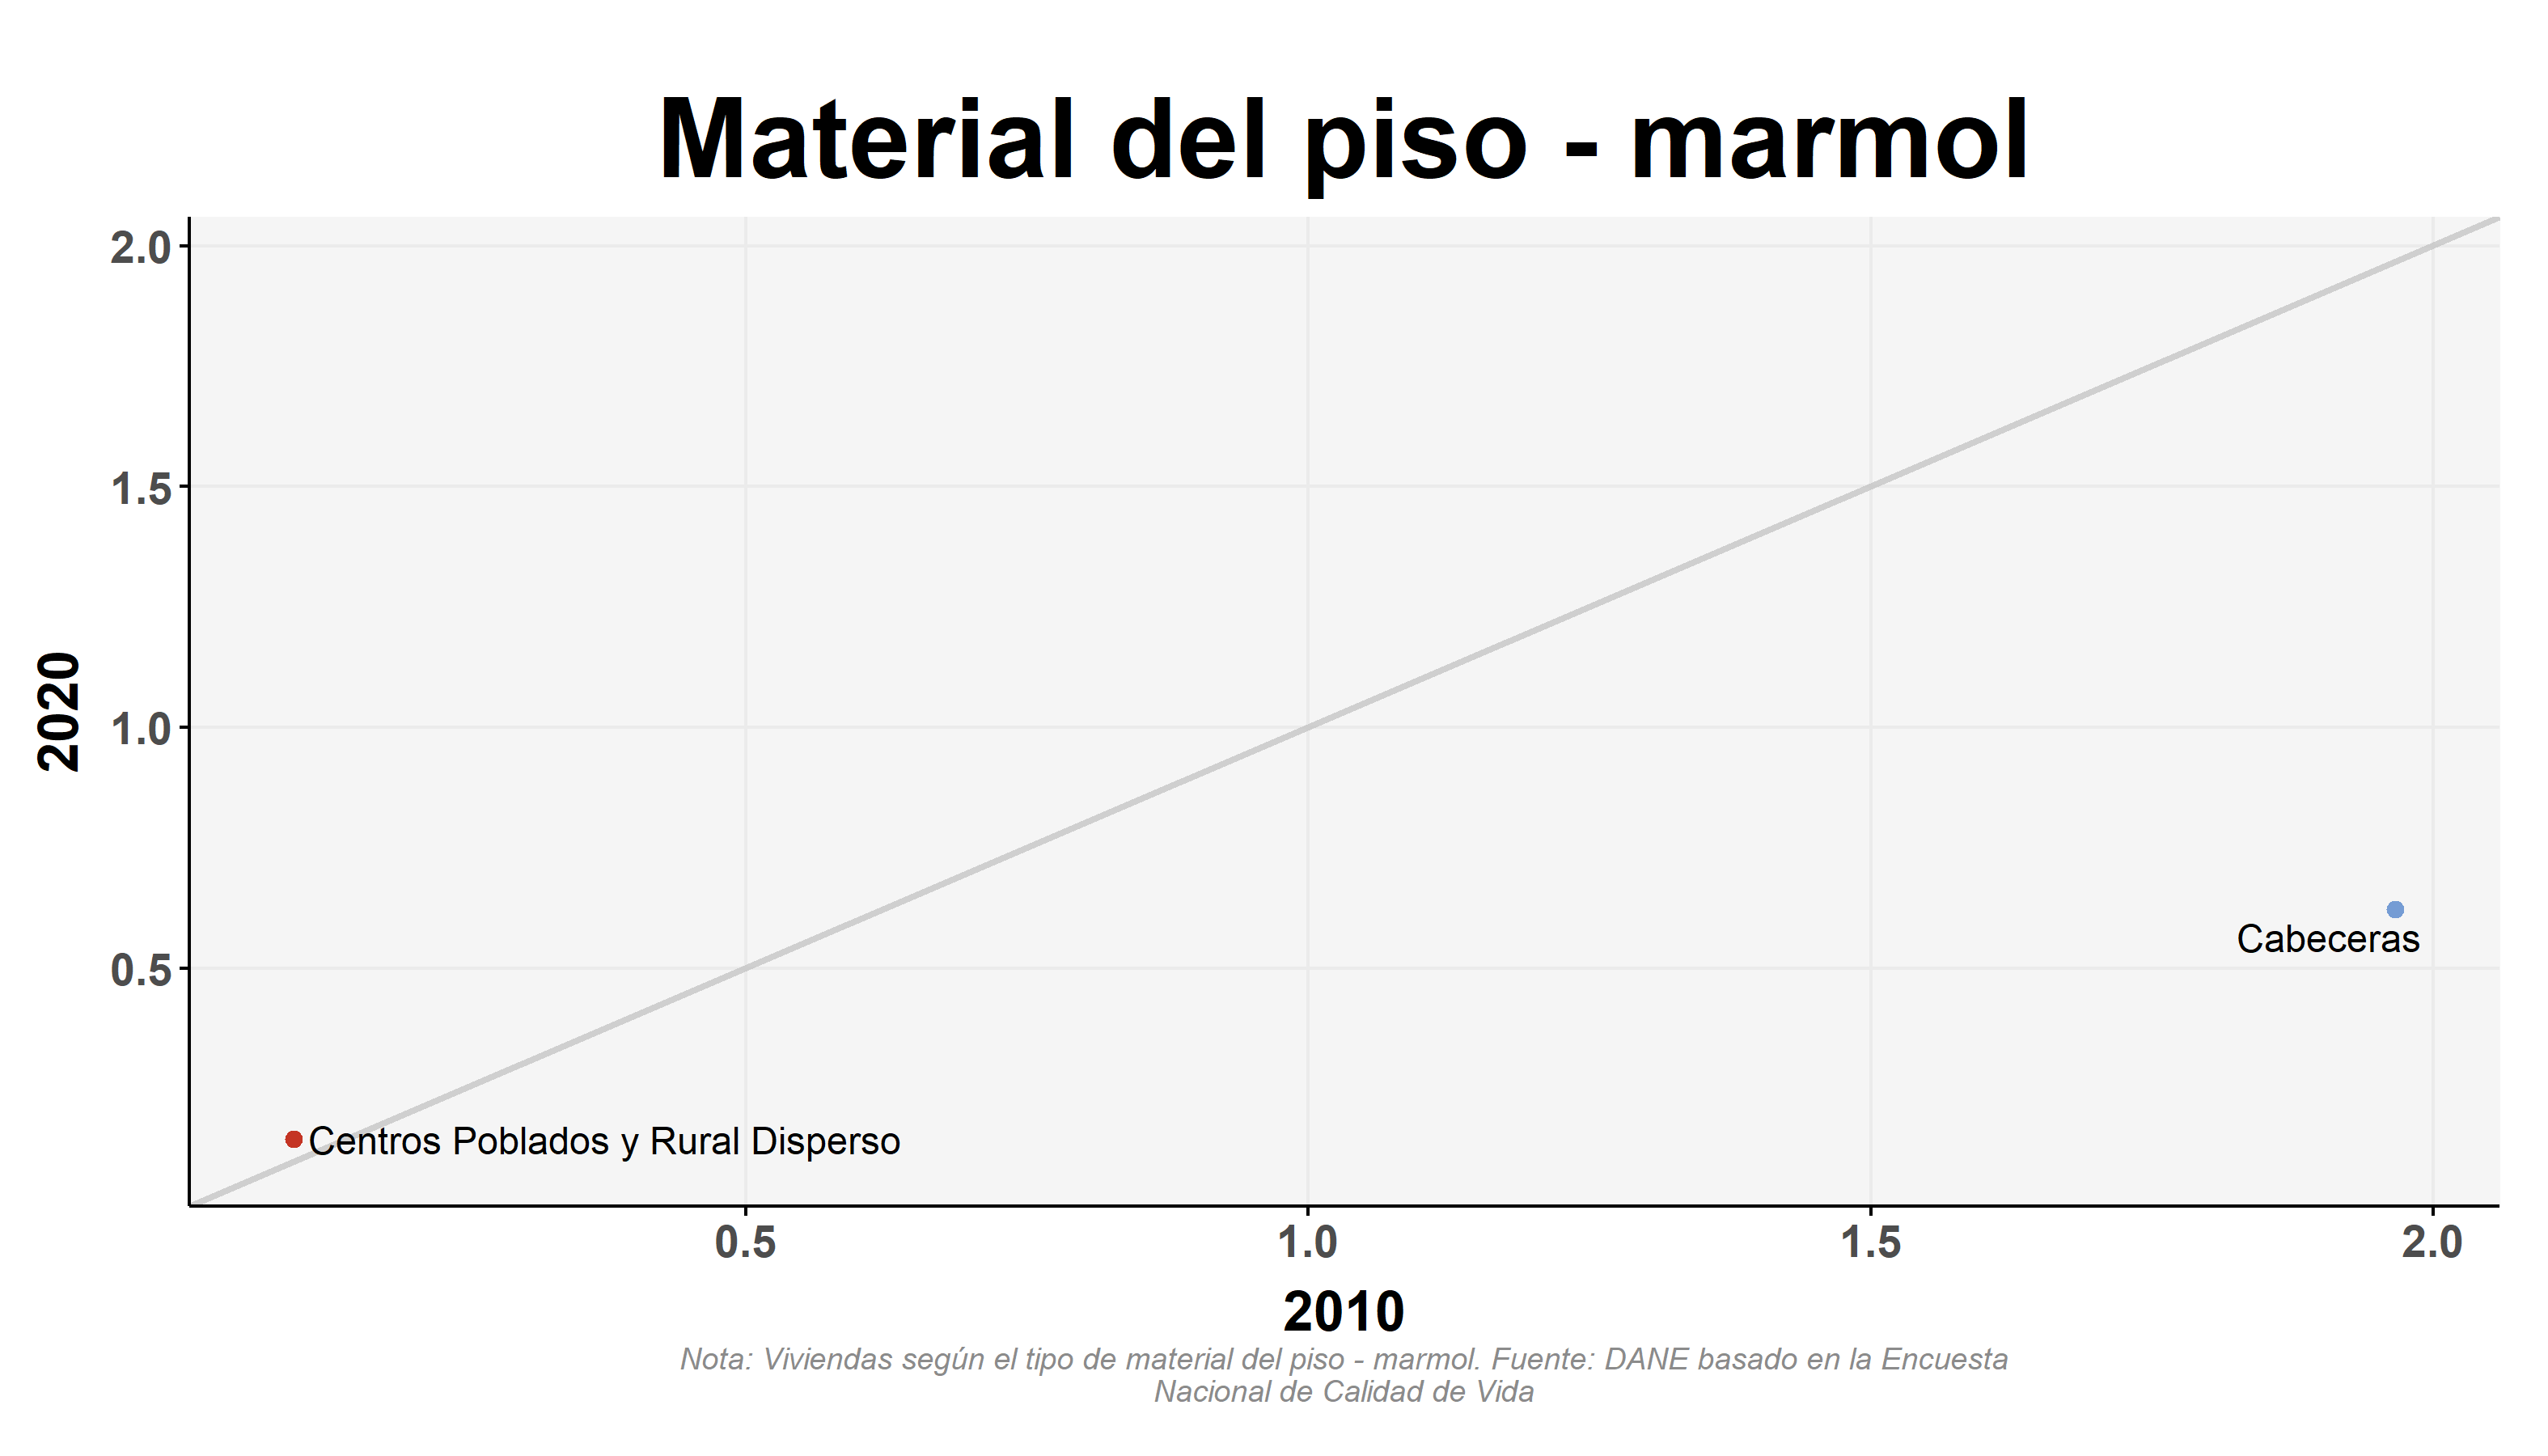 Material del piso - marmol
2.0
1.5
1.0
0.5
2020
Cabeceras
Centros Poblados y Rural Disperso
0.5
1.0
1.5
2.0
2010
Nota: Viviendas según el tipo de material del piso - marmol. Fuente: DANE basado en la Encuesta
Nacional de Calidad de Vida